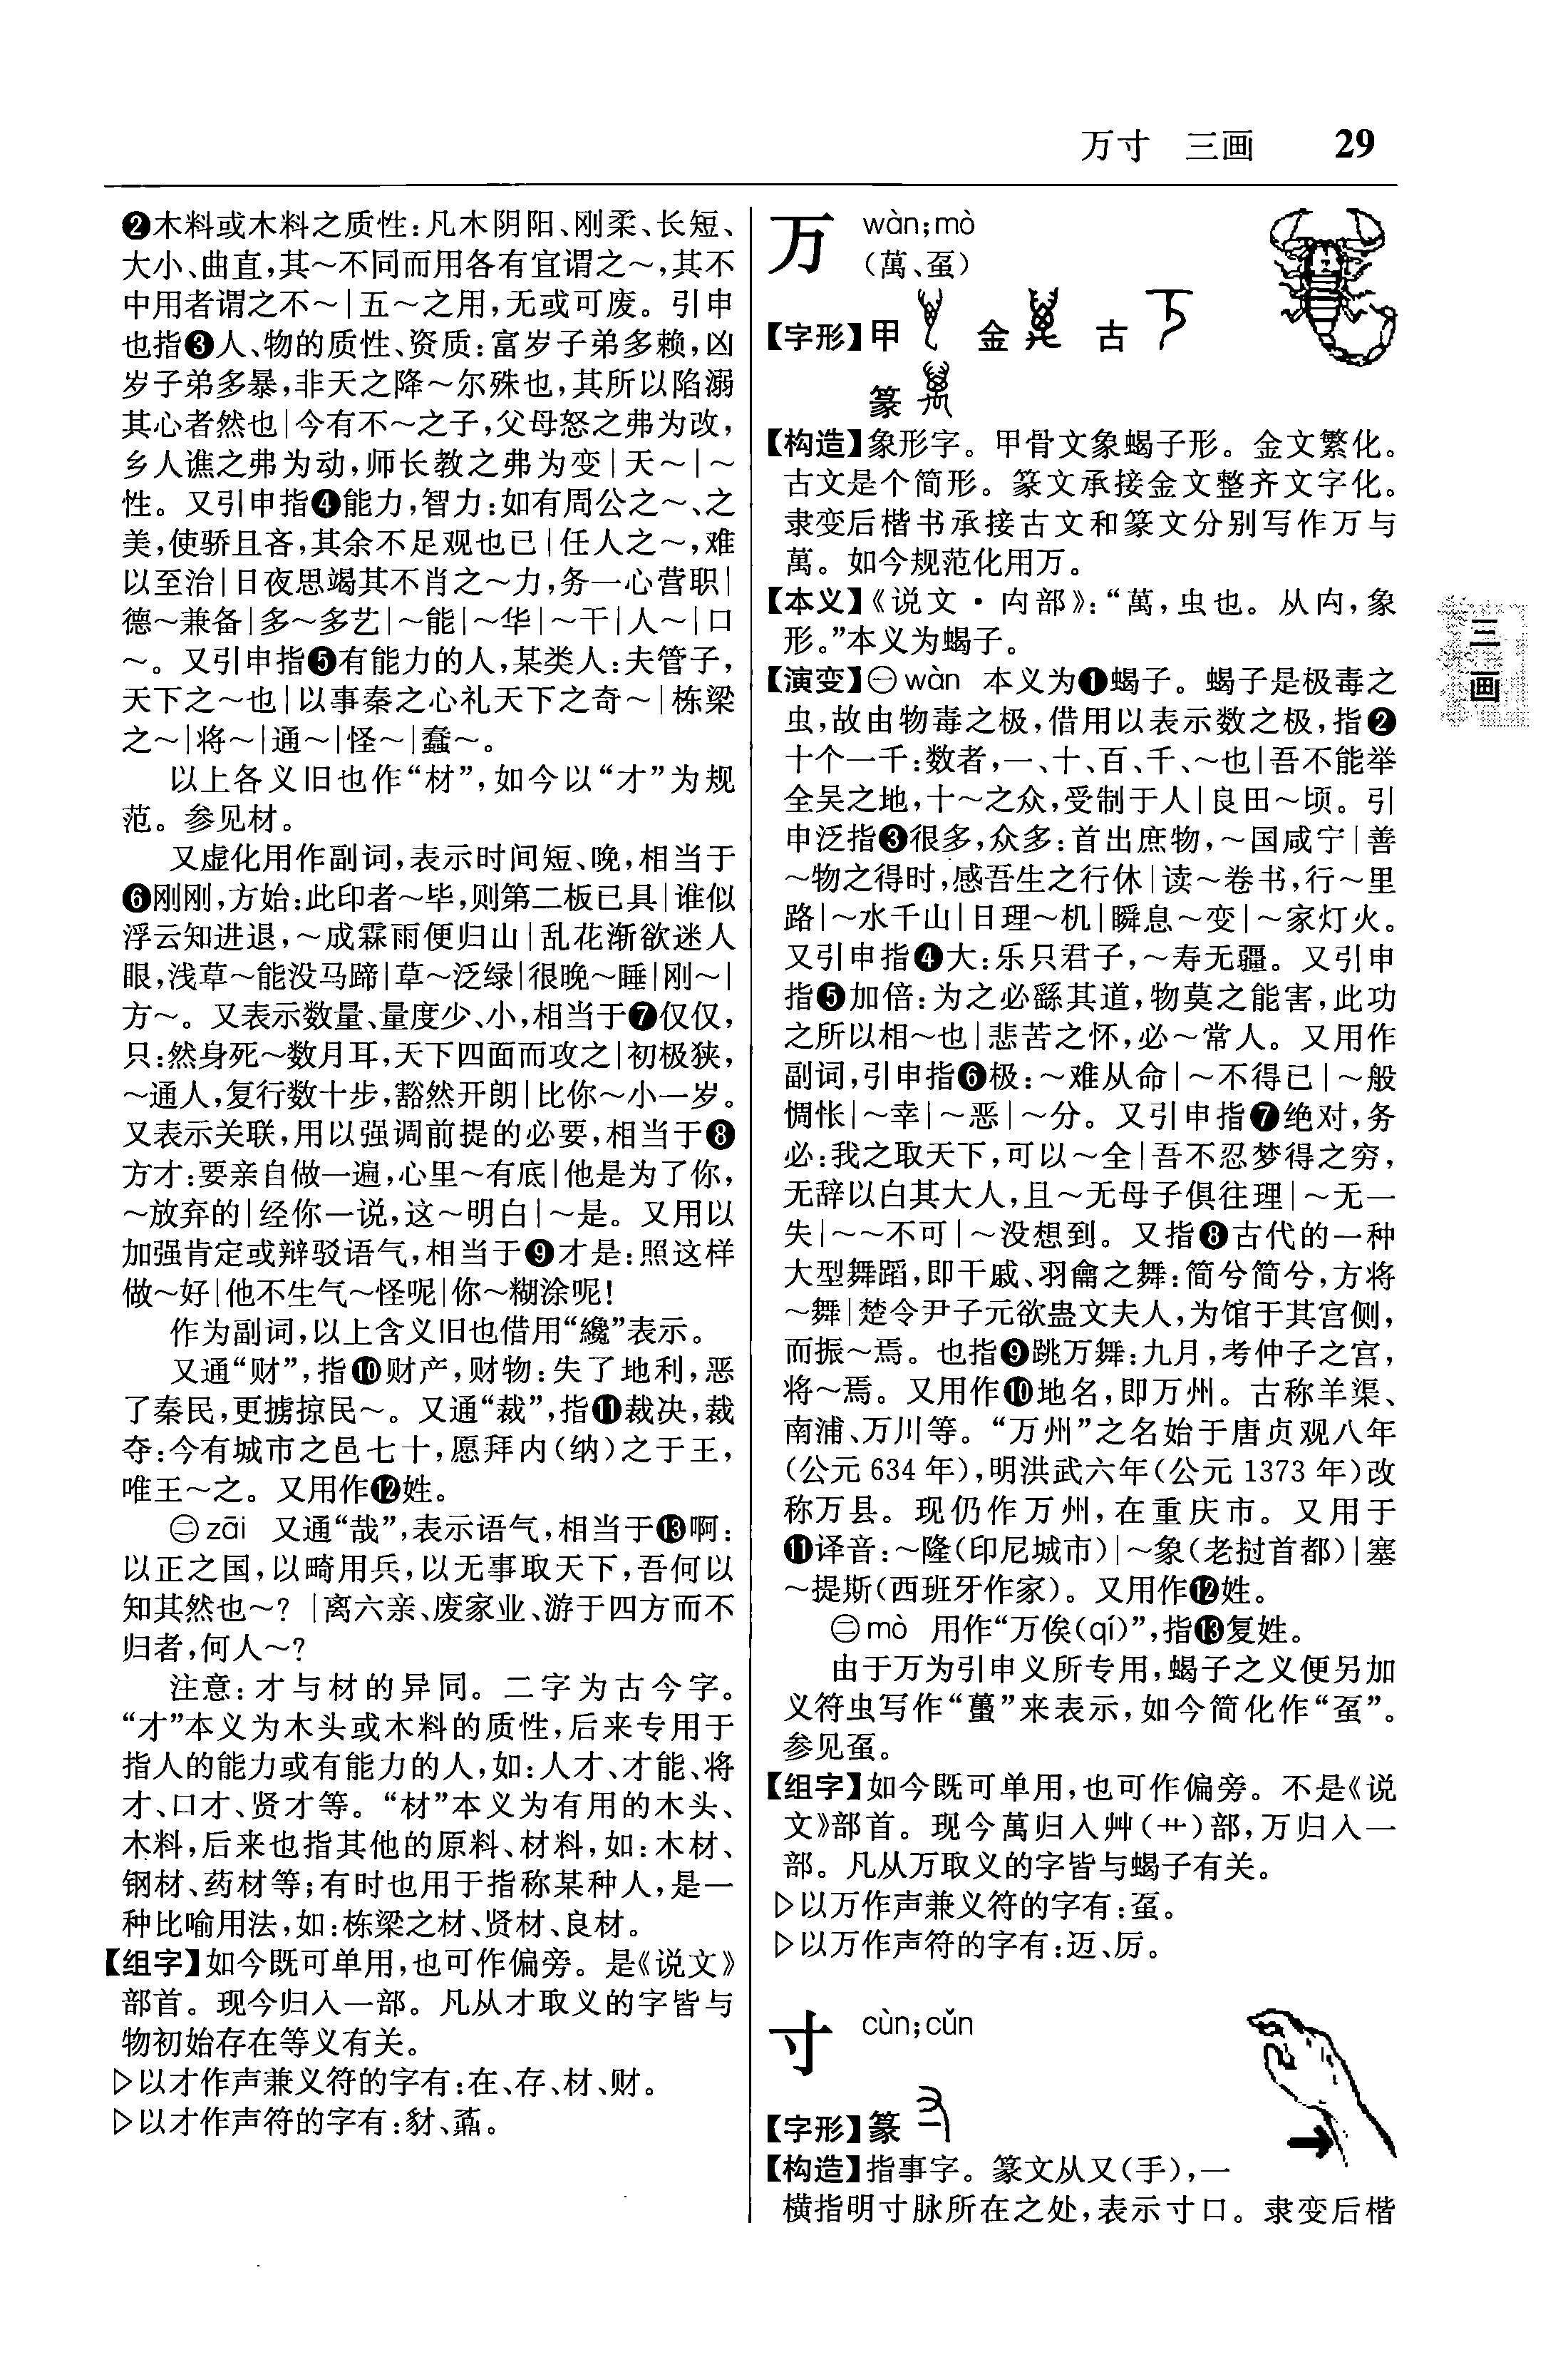 万寸 三画 29
❷木料或木料之质性:凡木阴阳、刚柔、长短、
大小、曲直,其～不同而用各有宜谓之～,其不
中用者谓之不～|五～之用,无或可废。引申
也指❸人、物的质性、资质:富岁子弟多赖,凶
岁子弟多暴,非天之降～尔殊也,其所以陷溺
其心者然也|今有不～之子,父母怒之弗为改,
乡人谯之弗为动,师长教之弗为变|天～|～
性。又引申指❹能力,智力:如有周公之～、之
美,使骄且吝,其余不足观也已|任人之～,难
以至治|日夜思竭其不肖之～力,务一心营职|
德～兼备|多～多艺|～能|～华|～干|人～|口
～。又引申指❺有能力的人,某类人:夫管子,
天下之～也|以事秦之心礼天下之奇～|栋梁
之～|将～|通～|怪～|蠢～。
以上各义旧也作“材”,如今以“才”为规
范。参见材。
又虚化用作副词,表示时间短、晚,相当于
❻刚刚,方始:此印者～毕,则第二板已具|谁似
浮云知进退,～成霖雨便归山|乱花渐欲迷人
眼,浅草～能没马蹄|草～泛绿|很晚～睡|刚～|
方～。又表示数量、量度少、小,相当于❼仅仅,
只:然身死～数月耳,天下四面而攻之|初极狭,
～通人,复行数十步,豁然开朗|比你～小一岁。
又表示关联,用以强调前提的必要,相当于❽
方才:要亲自做一遍,心里～有底|他是为了你,
～放弃的|经你一说,这～明白|～是。又用以
加强肯定或辩驳语气,相当于❾才是:照这样
做～好|他不生气～怪呢|你～糊涂呢!
作为副词,以上含义旧也借用“纔”表示。
又通“财”,指❿财产,财物:失了地利,恶
了秦民,更掳掠民～。又通“裁”,指⓫裁决,裁
夺:今有城市之邑七十,愿拜内(纳)之于王,
唯王～之。又用作⓬姓。
㊁zāi 又通“哉”,表示语气,相当于⓭啊:
以正之国,以畸用兵,以无事取天下,吾何以
知其然也～?|离六亲、废家业、游于四方而不
归者,何人～?
注意:才与材的异同。二字为古今字。
“才”本义为木头或木料的质性,后来专用于
指人的能力或有能力的人,如:人才、才能、将
才、口才、贤才等。“材”本义为有用的木头、
木料,后来也指其他的原料、材料,如:木材、
钢材、药材等;有时也用于指称某种人,是一
种比喻用法,如:栋梁之材、贤材、良材。
【组字】如今既可单用,也可作偏旁。是《说文》
部首。现今归入一部。凡从才取义的字皆与
物初始存在等义有关。
▷以才作声兼义符的字有:在、存、材、财。
▷以才作声符的字有:豺、鼒。
万 wàn;mò
(萬、虿)
【字形】甲 金 古
篆
【构造】象形字。甲骨文象蝎子形。金文繁化。
古文是个简形。篆文承接金文整齐文字化。
隶变后楷书承接古文和篆文分别写作万与
萬。如今规范化用万。
【本义】《说文·禸部》:“萬,虫也。从禸,象
形。”本义为蝎子。
【演变】㊀wàn 本义为❶蝎子。蝎子是极毒之
虫,故由物毒之极,借用以表示数之极,指❷
十个一千:数者,一、十、百、千、～也|吾不能举
全吴之地,十～之众,受制于人|良田～顷。引
申泛指❸很多,众多:首出庶物,～国咸宁|善
～物之得时,感吾生之行休|读～卷书,行～里
路|～水千山|日理～机|瞬息～变|～家灯火。
又引申指❹大:乐只君子,～寿无疆。又引申
指❺加倍:为之必繇其道,物莫之能害,此功
之所以相～也|悲苦之怀,必～常人。又用作
副词,引申指❻极:～难从命|～不得已|～般
惆怅|～幸|～恶|～分。又引申指❼绝对,务
必:我之取天下,可以～全|吾不忍梦得之穷,
无辞以白其大人,且～无母子俱往理|～无一
失|～～不可|～没想到。又指❽古代的一种
大型舞蹈,即干戚、羽龠之舞:简兮简兮,方将
～舞|楚令尹子元欲蛊文夫人,为馆于其宫侧,
而振～焉。也指❾跳万舞:九月,考仲子之宫,
将～焉。又用作❿地名,即万州。古称羊渠、
南浦、万川等。“万州”之名始于唐贞观八年
(公元634年),明洪武六年(公元1373年)改
称万县。现仍作万州,在重庆市。又用于
⓫译音:～隆(印尼城市)|～象(老挝首都)|塞
～提斯(西班牙作家)。又用作⓬姓。
㊁mò 用作“万俟(qí)”,指⓭复姓。
由于万为引申义所专用,蝎子之义便另加
义符虫写作“蠆”来表示,如今简化作“虿”。
参见虿。
【组字】如今既可单用,也可作偏旁。不是《说
文》部首。现今萬归入艸(艹)部,万归入一
部。凡从万取义的字皆与蝎子有关。
▷以万作声兼义符的字有:虿。
▷以万作声符的字有:迈、厉。
寸 cùn;cǔn
【字形】篆
【构造】指事字。篆文从又(手),一
横指明寸脉所在之处,表示寸口。隶变后楷
三画